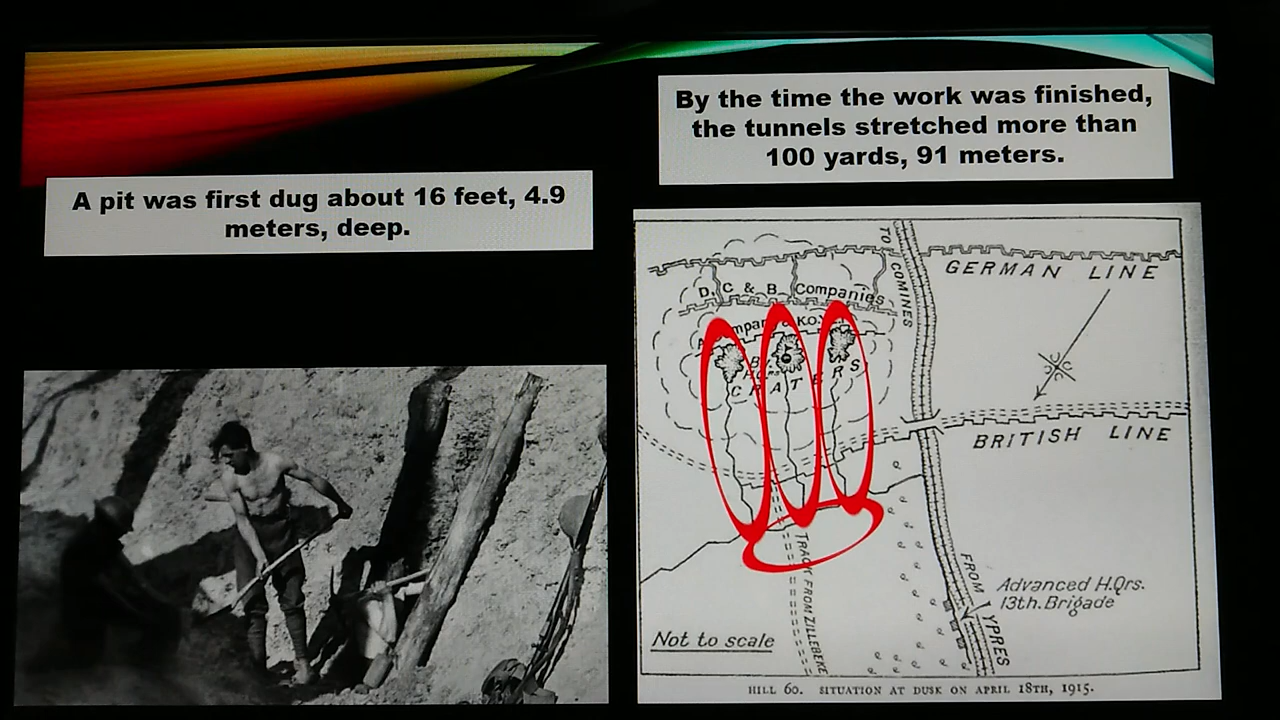 By the time the work was finished,
the tunnels stretched more than
100 yards, 91 meters.
A pit was first dug about 16 feet, 4.9
meters, deep.
TO COMINES
GERMAN LINE
D, C & B Companies
CRATERS
BRITISH LINE
TRACK FROM ZILLEBEKE
FROM YPRES
Advanced H.Qrs.
13th. Brigade
Not to scale
HILL 60. SITUATION AT DUSK ON APRIL 18TH, 1915.